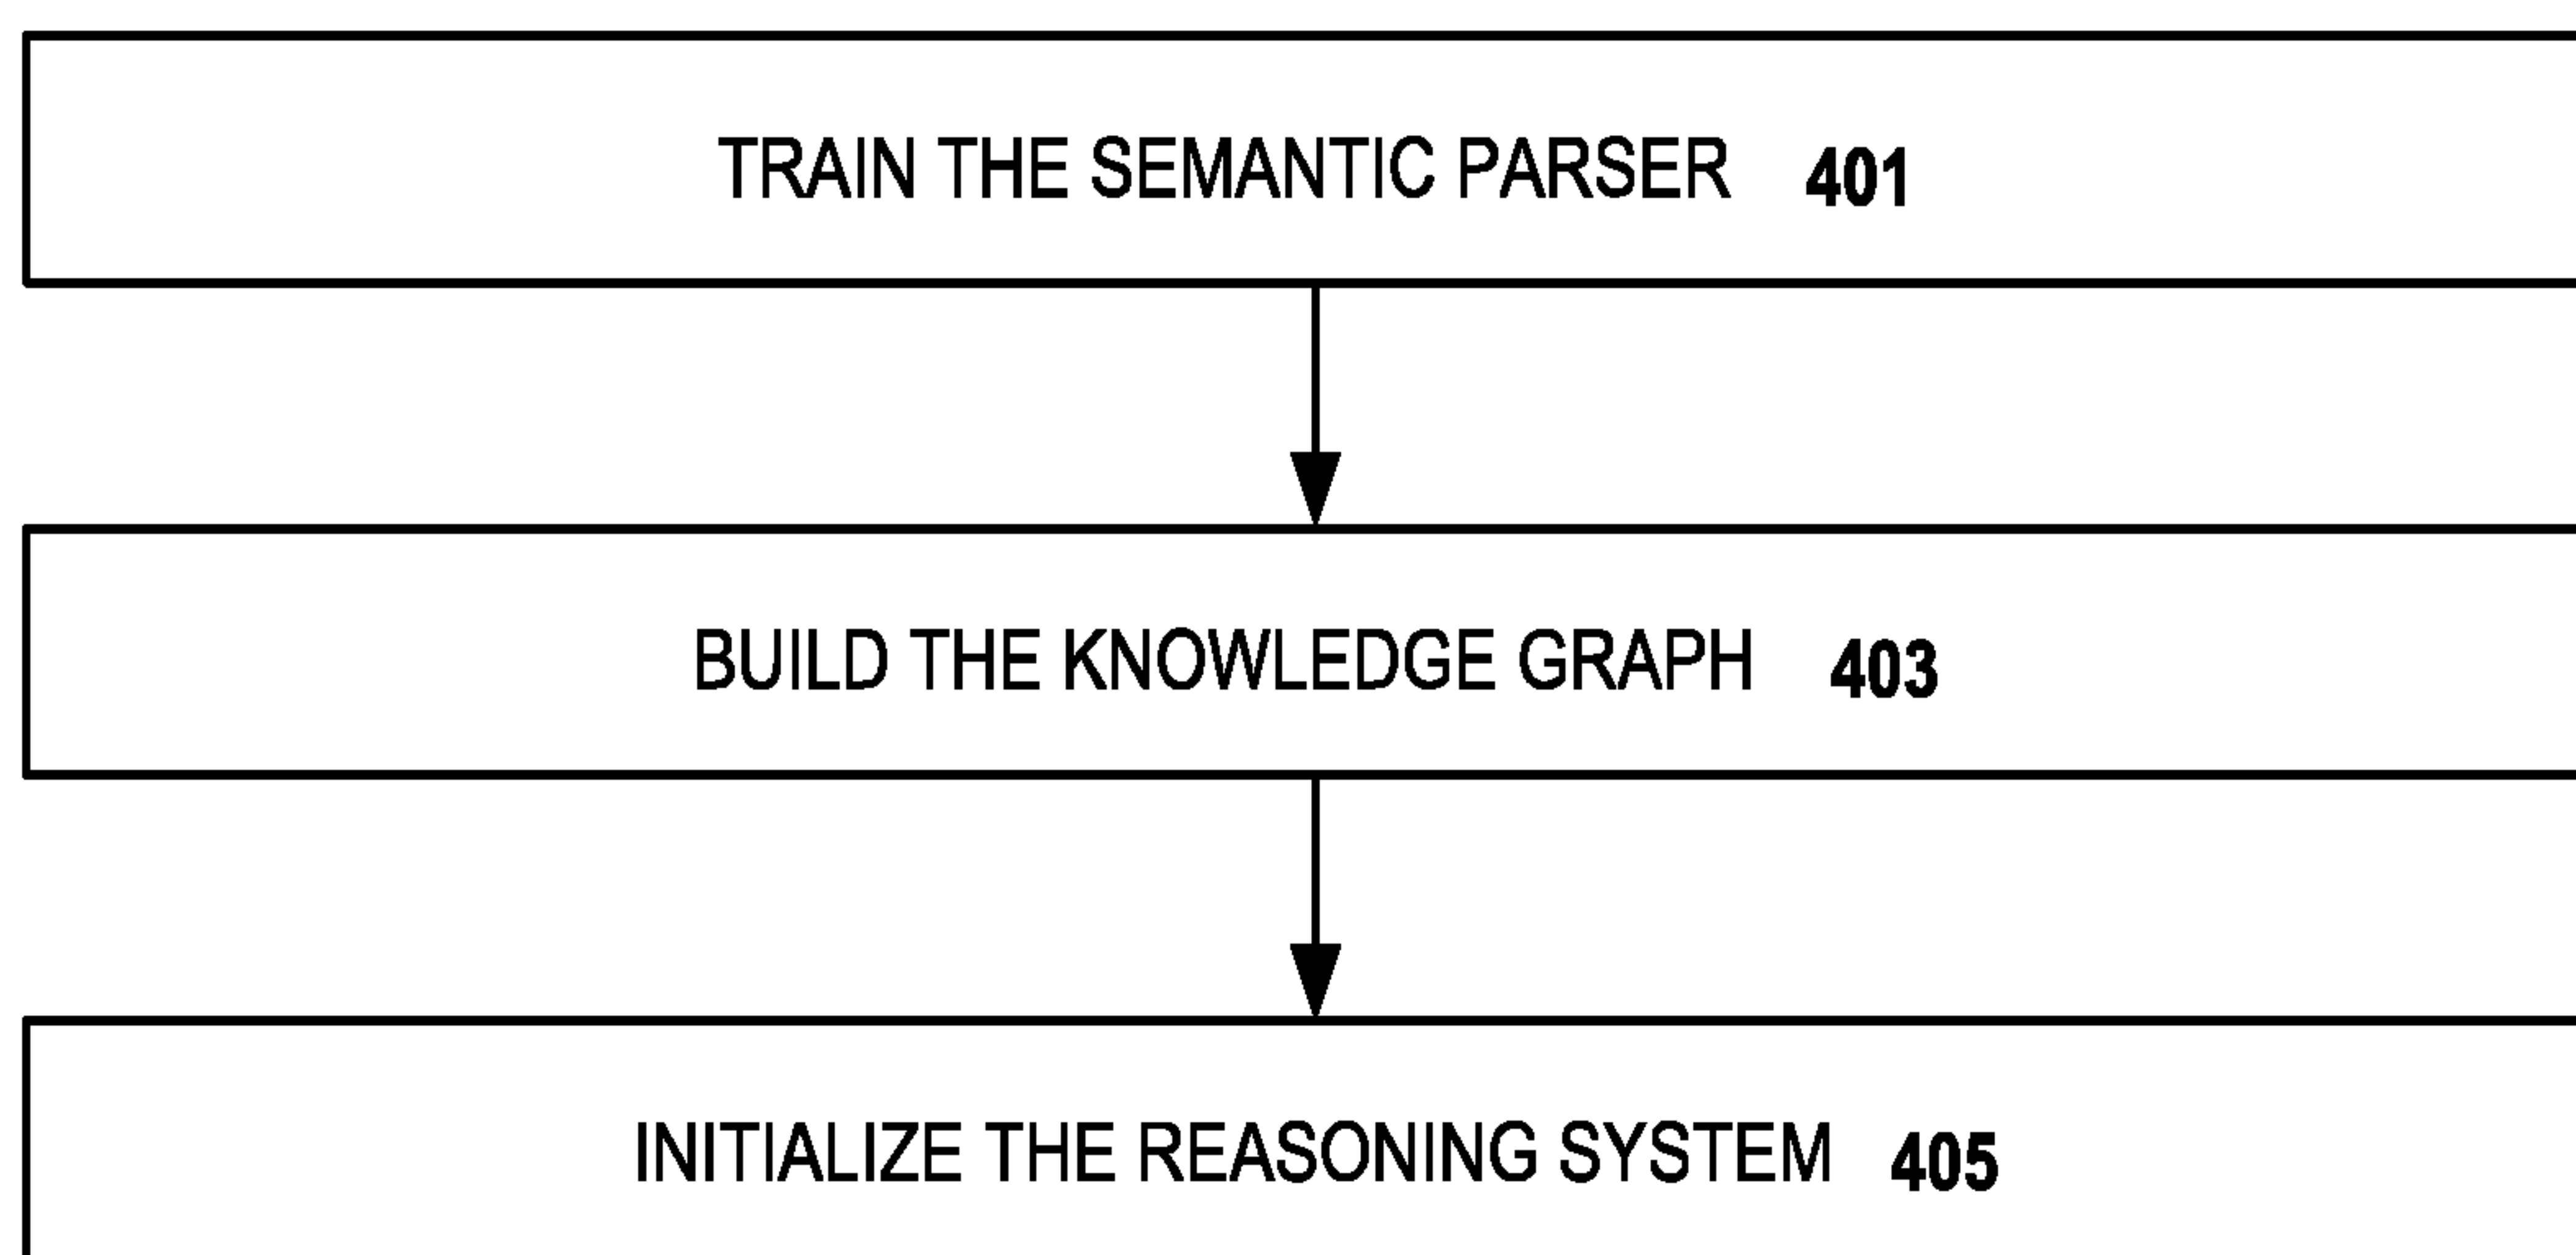 TRAIN THE SEMANTIC PARSER 401
BUILD THE KNOWLEDGE GRAPH 403
INITIALIZE THE REASONING SYSTEM 405